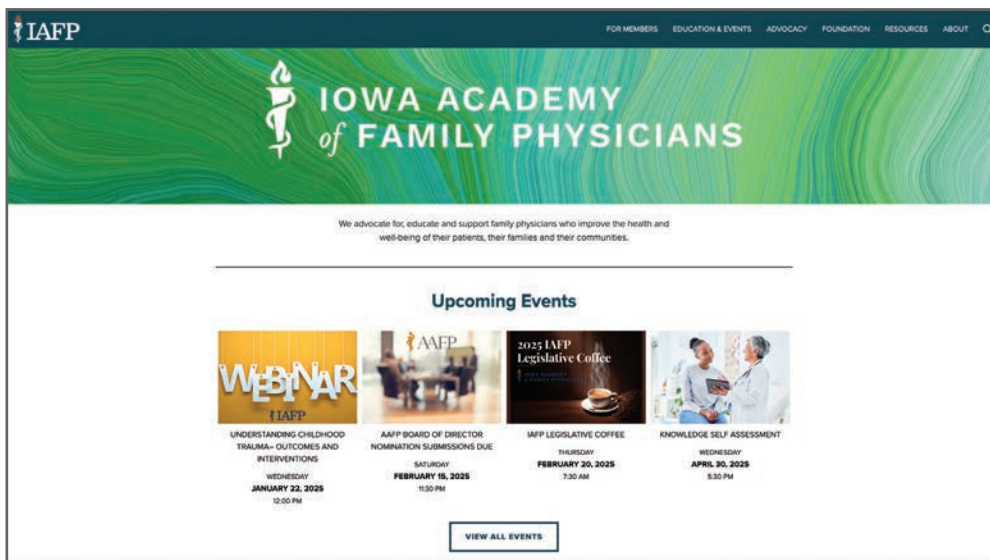 IAFP
FOR MEMBERS EDUCATION & EVENTS ADVOCACY FOUNDATION RESOURCES ABOUT
IOWA ACADEMY
of FAMILY PHYSICIANS
We advocate for, educate and support family physicians who improve the health and
well-being of their patients, their families and their communities.
Upcoming Events
WEBINAR
IAFP
UNDERSTANDING CHILDHOOD
TRAUMA– OUTCOMES AND
INTERVENTIONS
WEDNESDAY
JANUARY 22, 2025
12:00 PM
AAFP
AAFP BOARD OF DIRECTOR
NOMINATION SUBMISSIONS DUE
SATURDAY
FEBRUARY 15, 2025
11:30 PM
2025 IAFP
Legislative Coffee
IOWA ACADEMY
of FAMILY PHYSICIANS
IAFP LEGISLATIVE COFFEE
THURSDAY
FEBRUARY 20, 2025
7:30 AM
KNOWLEDGE SELF ASSESSMENT
WEDNESDAY
APRIL 30, 2025
5:30 PM
VIEW ALL EVENTS